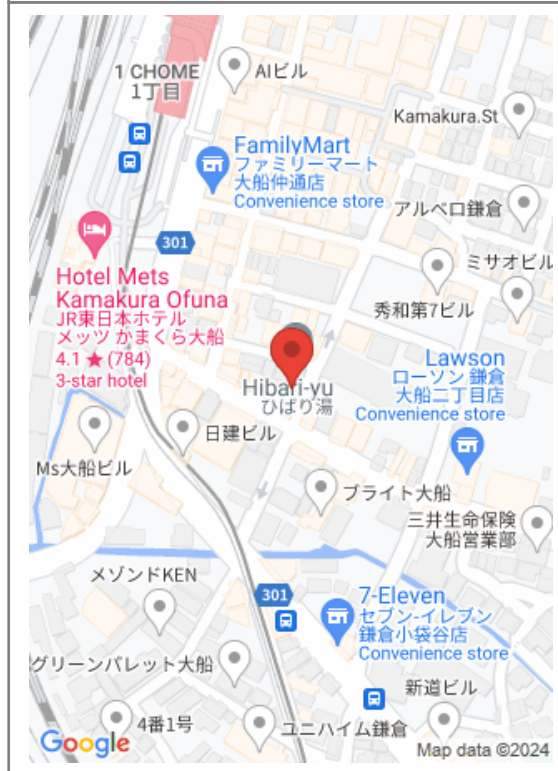 1 CHOME
1丁目
AIビル
Kamakura.St
FamilyMart
ファミリーマート
大船仲通店
Convenience store
アルベロ鎌倉
301
ミサオビル
Hotel Mets
Kamakura Ofuna
JR東日本ホテル
メッツ かまくら大船
4.1 ★ (784)
3-star hotel
秀和第7ビル
Hibari-yu
ひばり湯
Lawson
ローソン 鎌倉
大船二丁目店
Convenience store
日建ビル
Ms大船ビル
ブライト大船
三井生命保険
大船営業部
メゾンドKEN
301
7-Eleven
セブン-イレブン
鎌倉小袋谷店
Convenience store
グリーンパレット大船
新道ビル
4番1号
ユニハイム鎌倉
Google
Map data ©2024